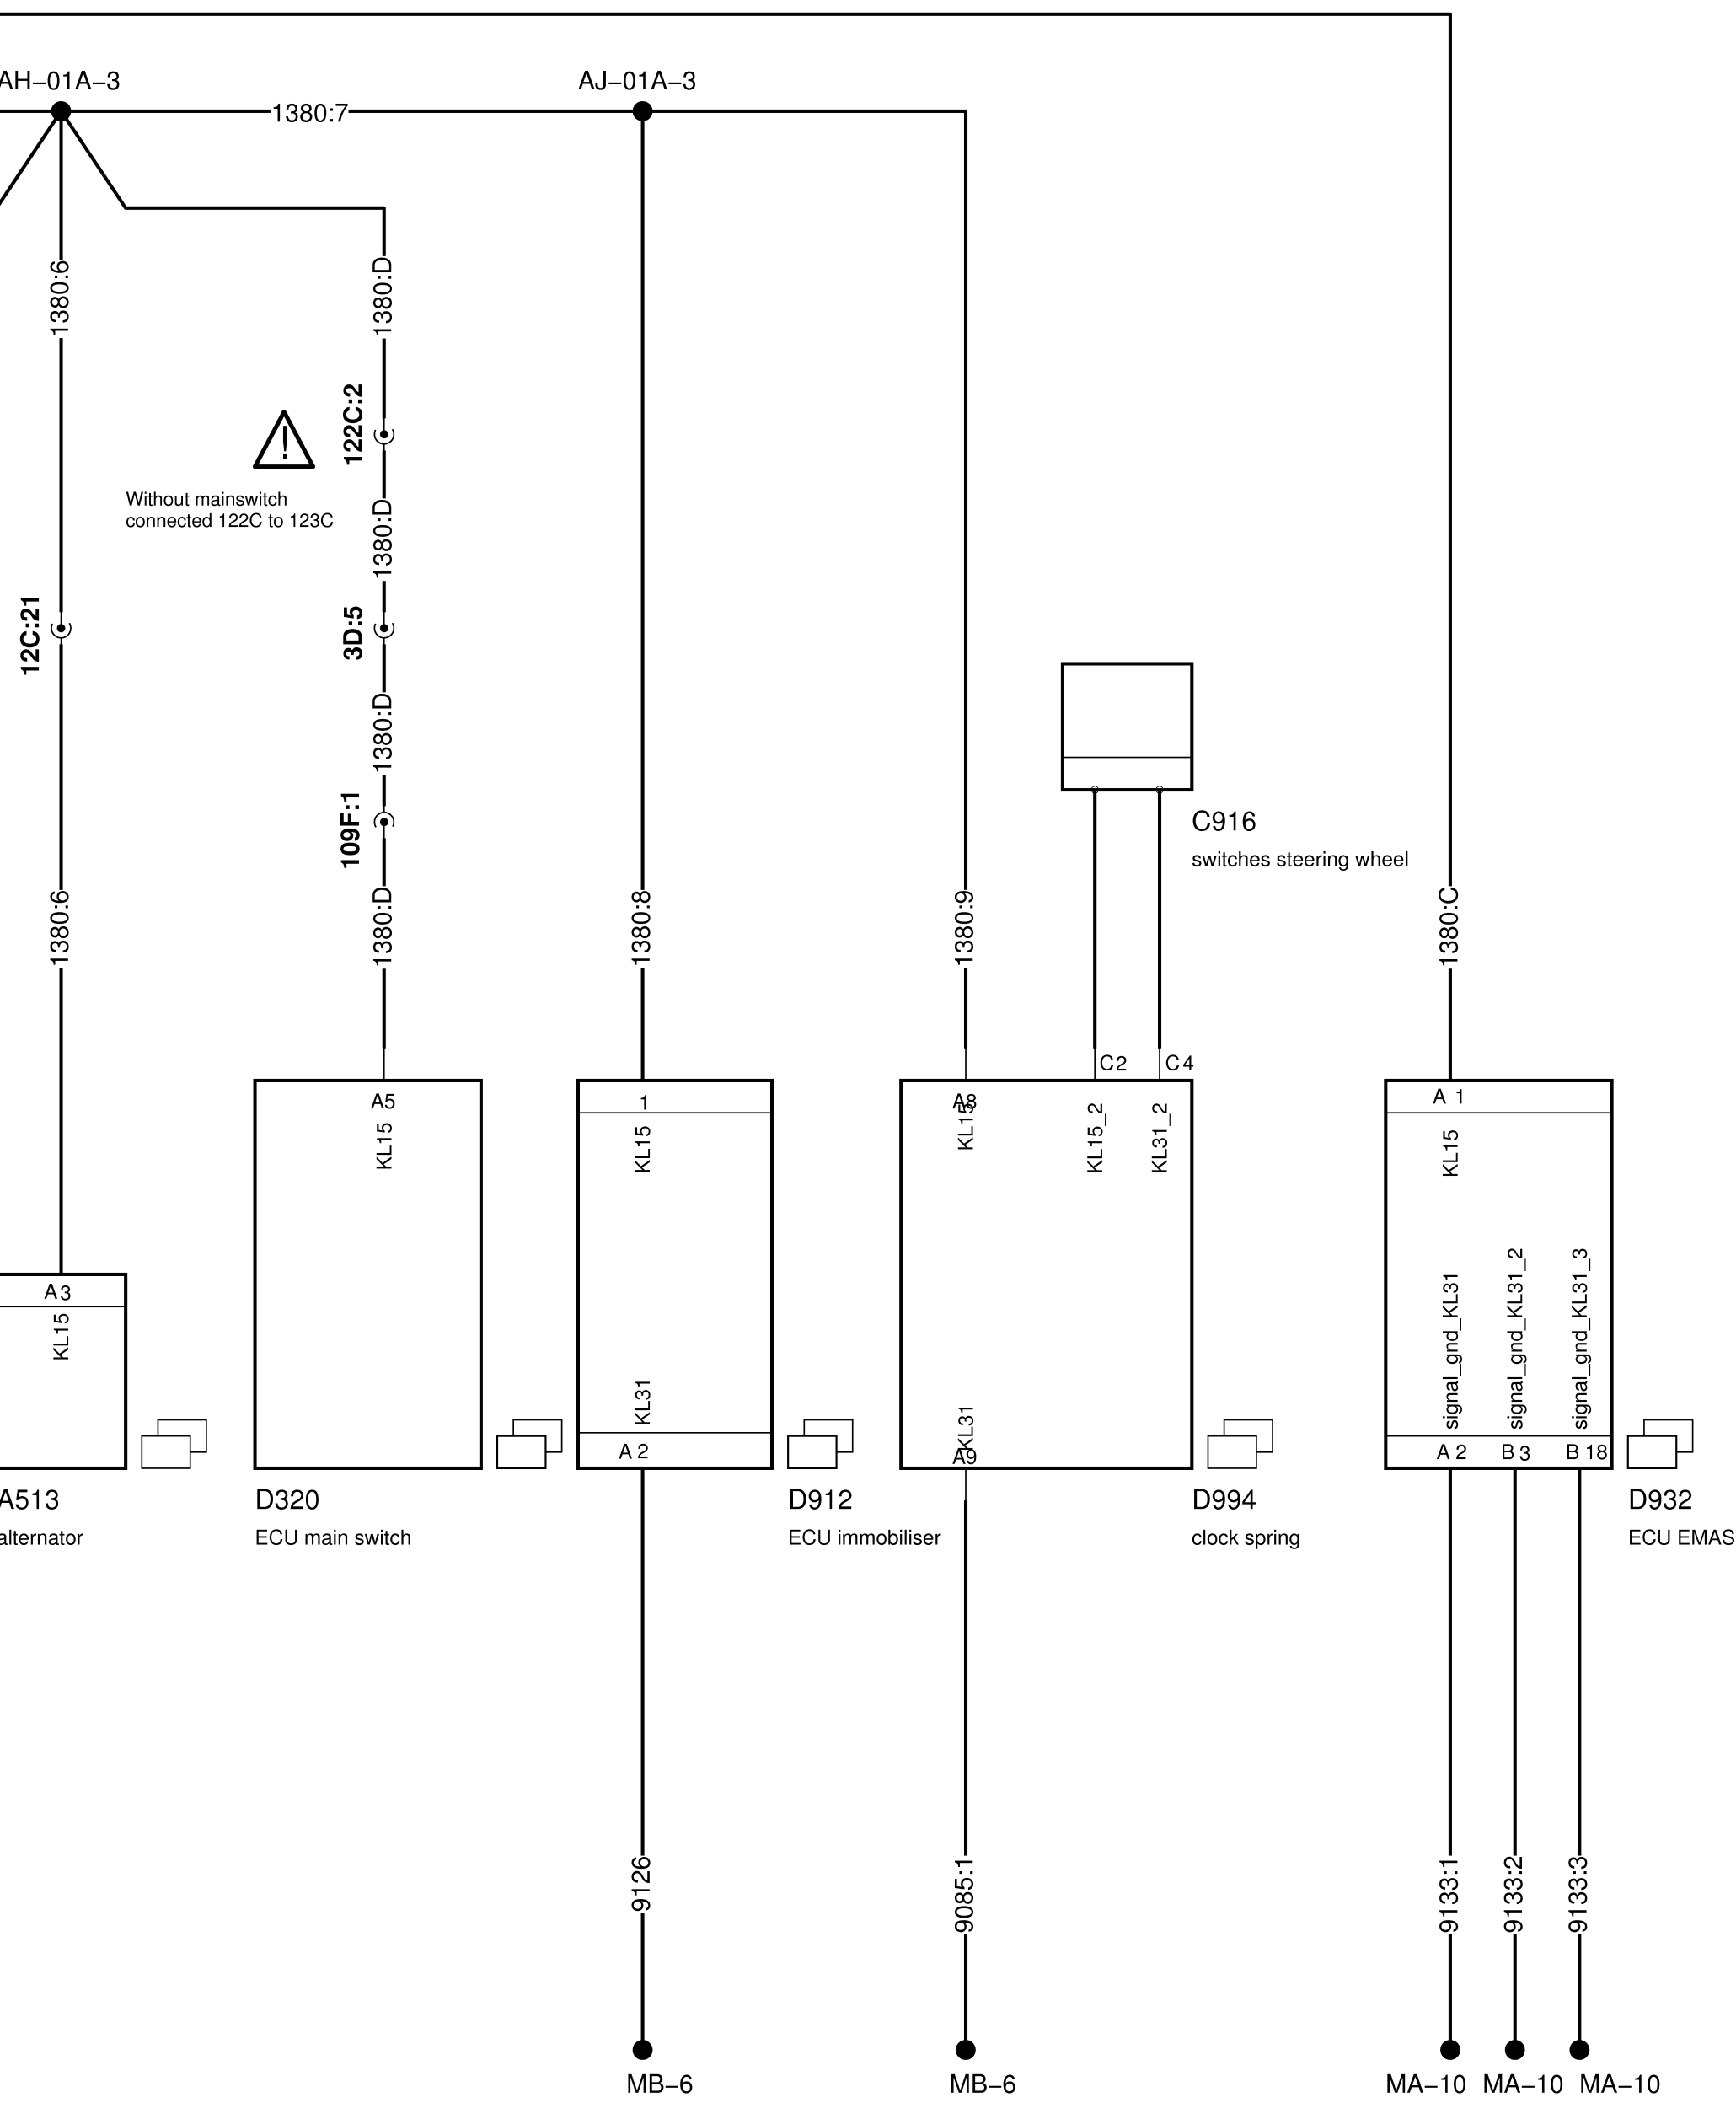 AH–01A–3
AJ–01A–3
1380:7
1380:6
1380:D
122C:2
Without mainswitch
connected 122C to 123C
1380:D
12C:21
3D:5
1380:D
109F:1
C916
switches steering wheel
1380:6
1380:D
1380:8
1380:9
1380:C
C2
C4
A5
1
A8
A 1
KL15
KL15
KL15
KL15_2
KL31_2
KL15
A3
KL15
signal_gnd_KL31
signal_gnd_KL31_2
signal_gnd_KL31_3
KL31
KL31
A 2
A9
A 2
B 3
B 18
A513
D320
D912
D994
D932
alternator
ECU main switch
ECU immobiliser
clock spring
ECU EMAS
9126
9085:1
9133:1
9133:2
9133:3
MB–6
MB–6
MA–10
MA–10
MA–10